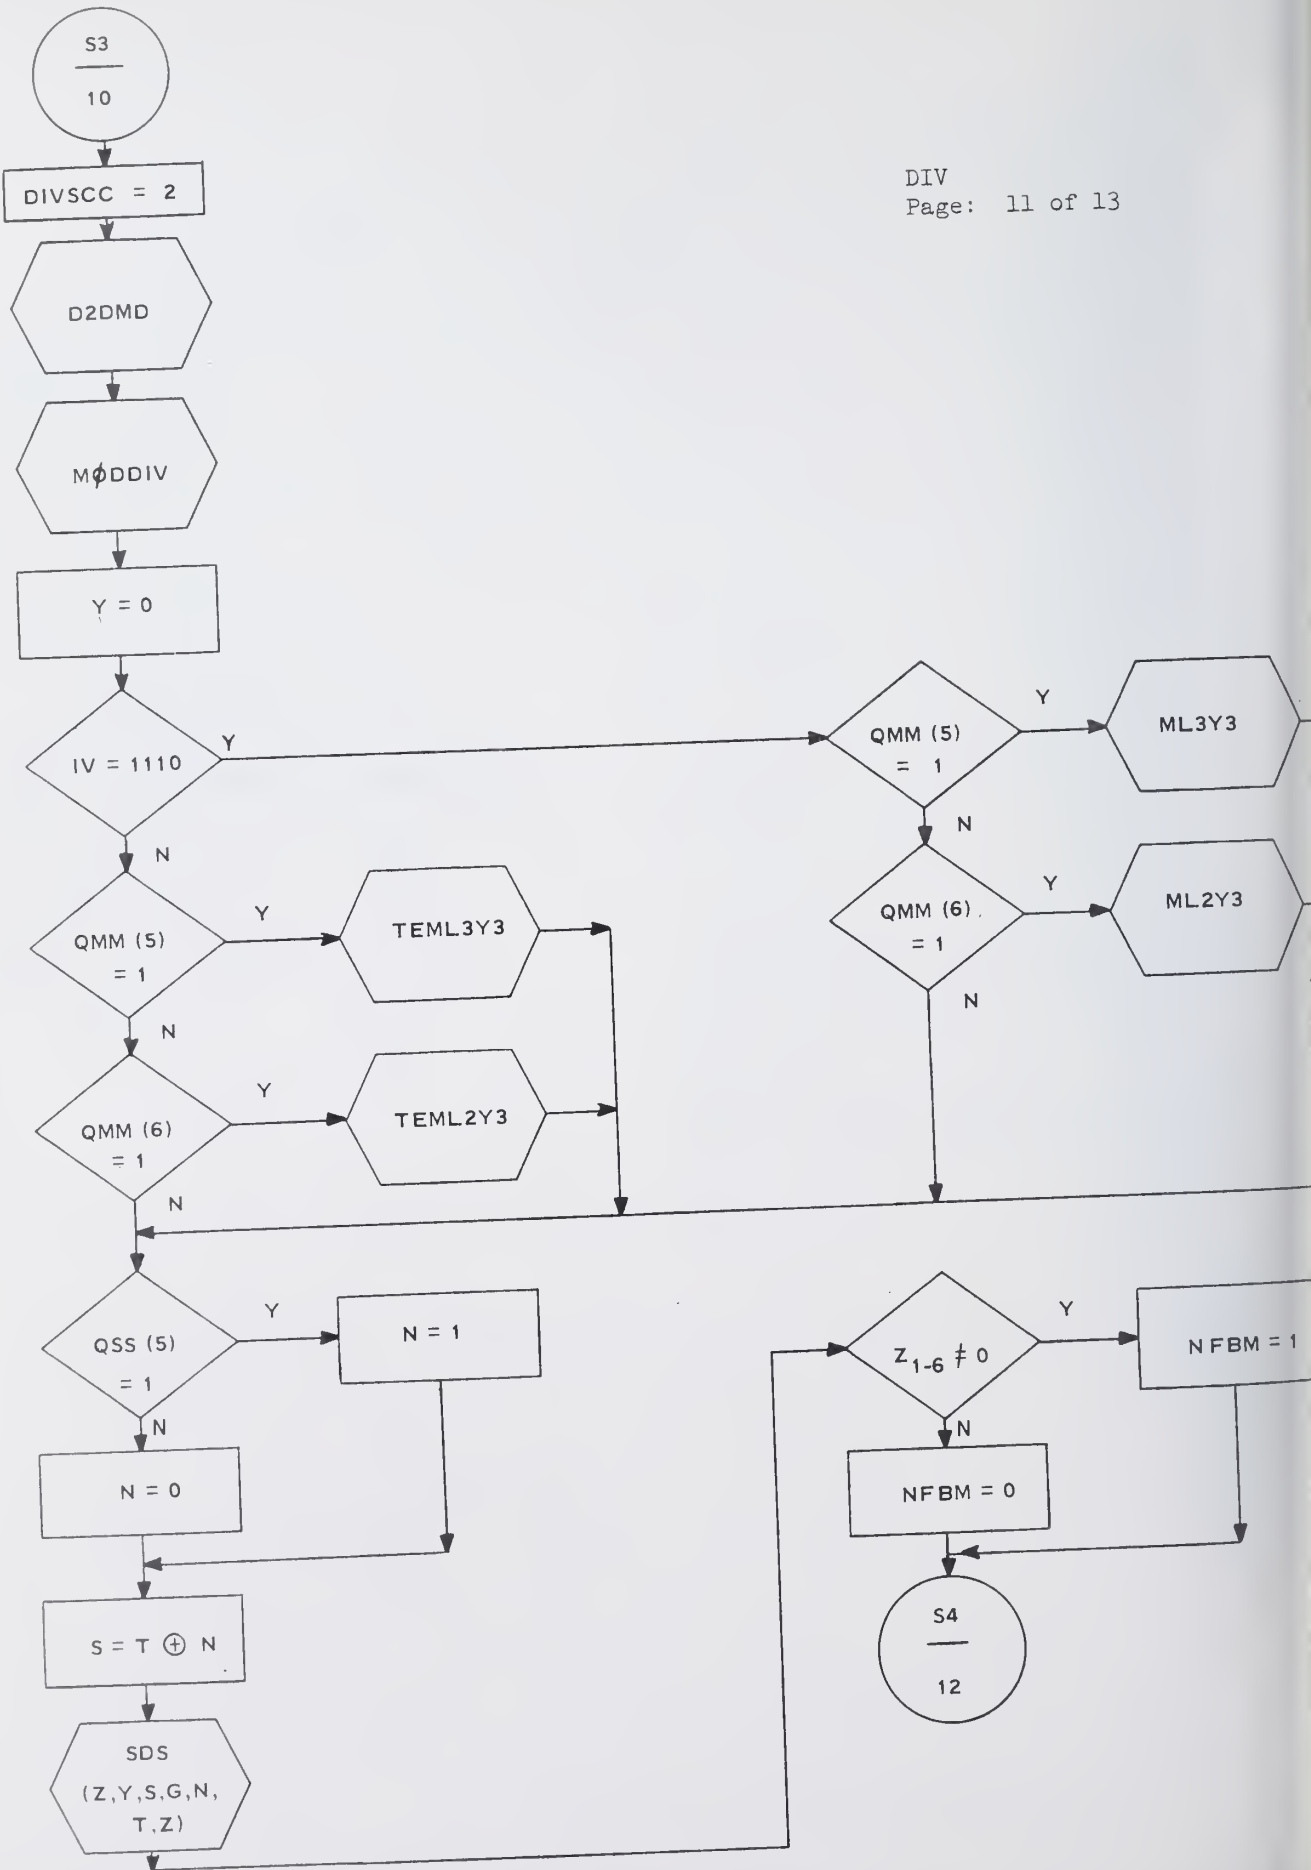 S3
10
DIV
Page: 11 of 13
DIVSCC = 2
D2DMD
MϕDDIV
Y = 0
IV = 1110
Y
N
QMM (5)
= 1
Y
N
ML3Y3
QMM (6)
= 1
Y
N
ML2Y3
QMM (5)
= 1
Y
N
TEML3Y3
QMM (6)
= 1
Y
N
TEML2Y3
QSS (5)
= 1
Y
N
N = 1
N = 0
S = T ⊕ N
SDS
(Z,Y,S,G,N,
T,Z)
Z1-6 ≠ 0
Y
N
NFBM = 1
NFBM = 0
S4
12